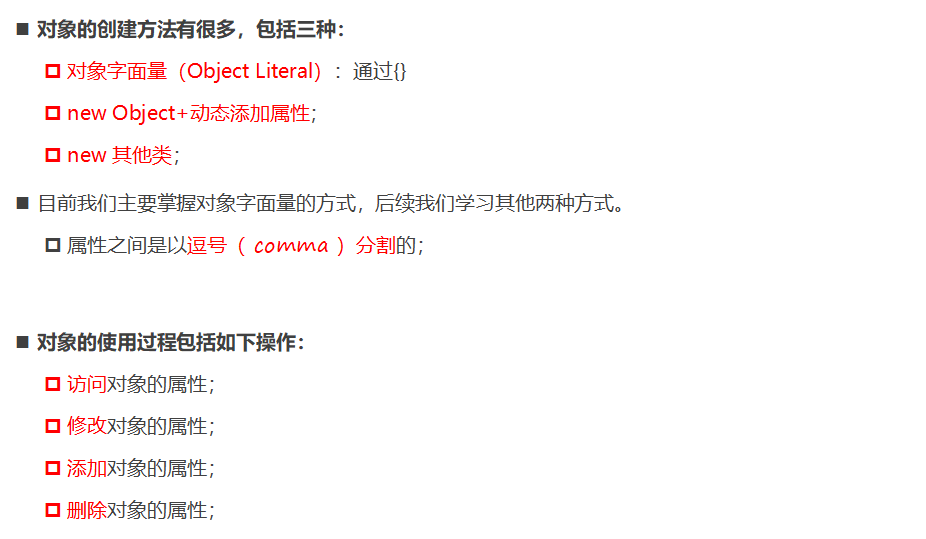 对象的创建方法有很多，包括三种：
对象字面量（Object Literal）：通过{}
new Object+动态添加属性；
new 其他类；
目前我们主要掌握对象字面量的方式，后续我们学习其他两种方式。
属性之间是以逗号（ comma ）分割的；
对象的使用过程包括如下操作：
访问对象的属性；
修改对象的属性；
添加对象的属性；
删除对象的属性；